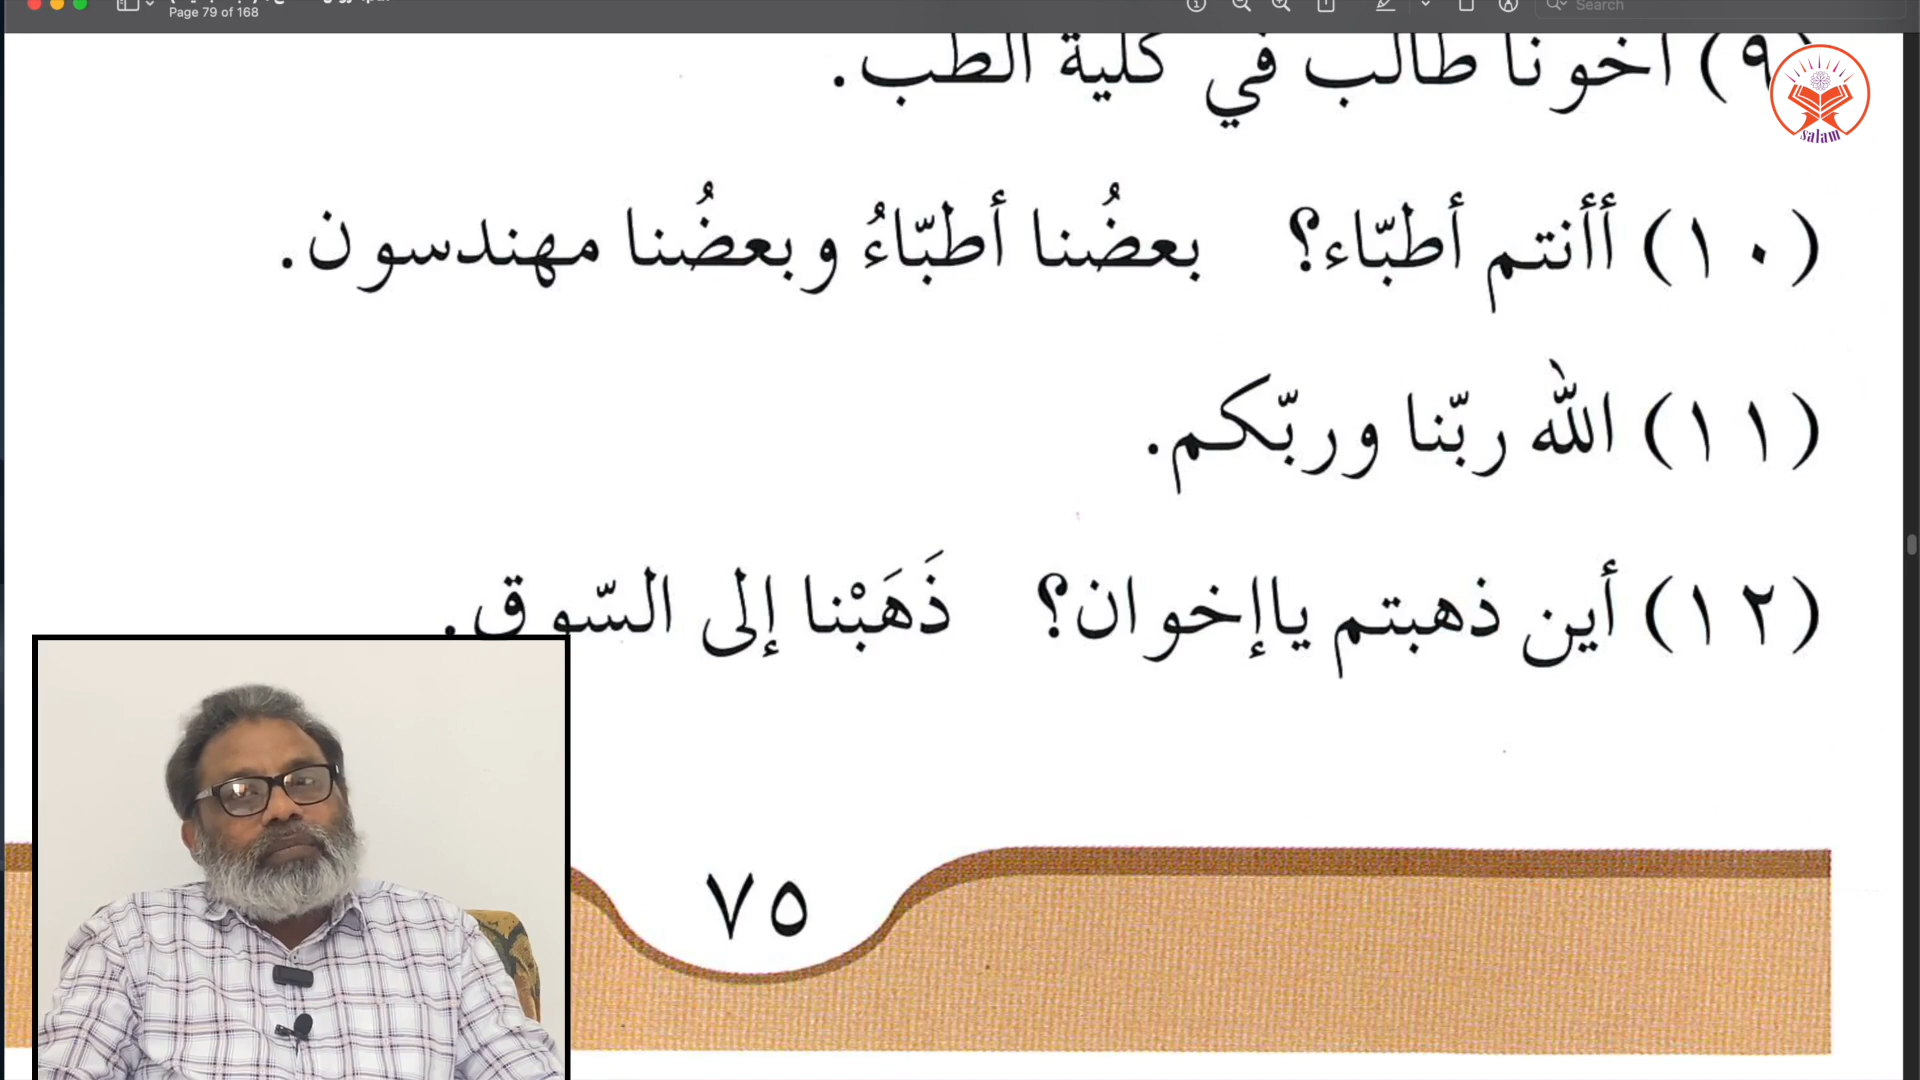 Page 79 of 168
Search
(٩) أخونا طالب في كلية الطب.
salam
(١٠) أأنتم أطبّاء؟ بعضُنا أطبّاءُ وبعضُنا مهندسون.
(١١) اللّٰه ربّنا وربّكم.
(١٢) أين ذهبتم ياإخوان؟ ذَهَبْنا إلى السّوق.
٧٥